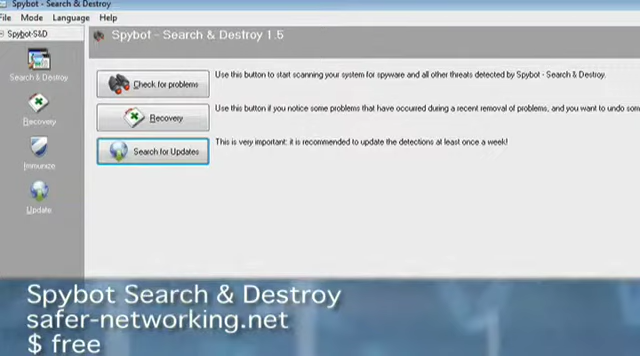 Spybot - Search & Destroy
File Mode Language Help
Spybot-S&D
Spybot - Search & Destroy 1.5
Search & Destroy
Recovery
Immunize
Update
Check for problems
Use this button to start scanning your system for spyware and all other threats detected by Spybot - Search & Destroy.
Recovery
Use this button if you notice some problems that have occurred during a recent removal of problems, and you want to undo som
Search for Updates
This is very important: it is recommended to update the detections at least once a week!
Spybot Search & Destroy
safer-networking.net
$ free